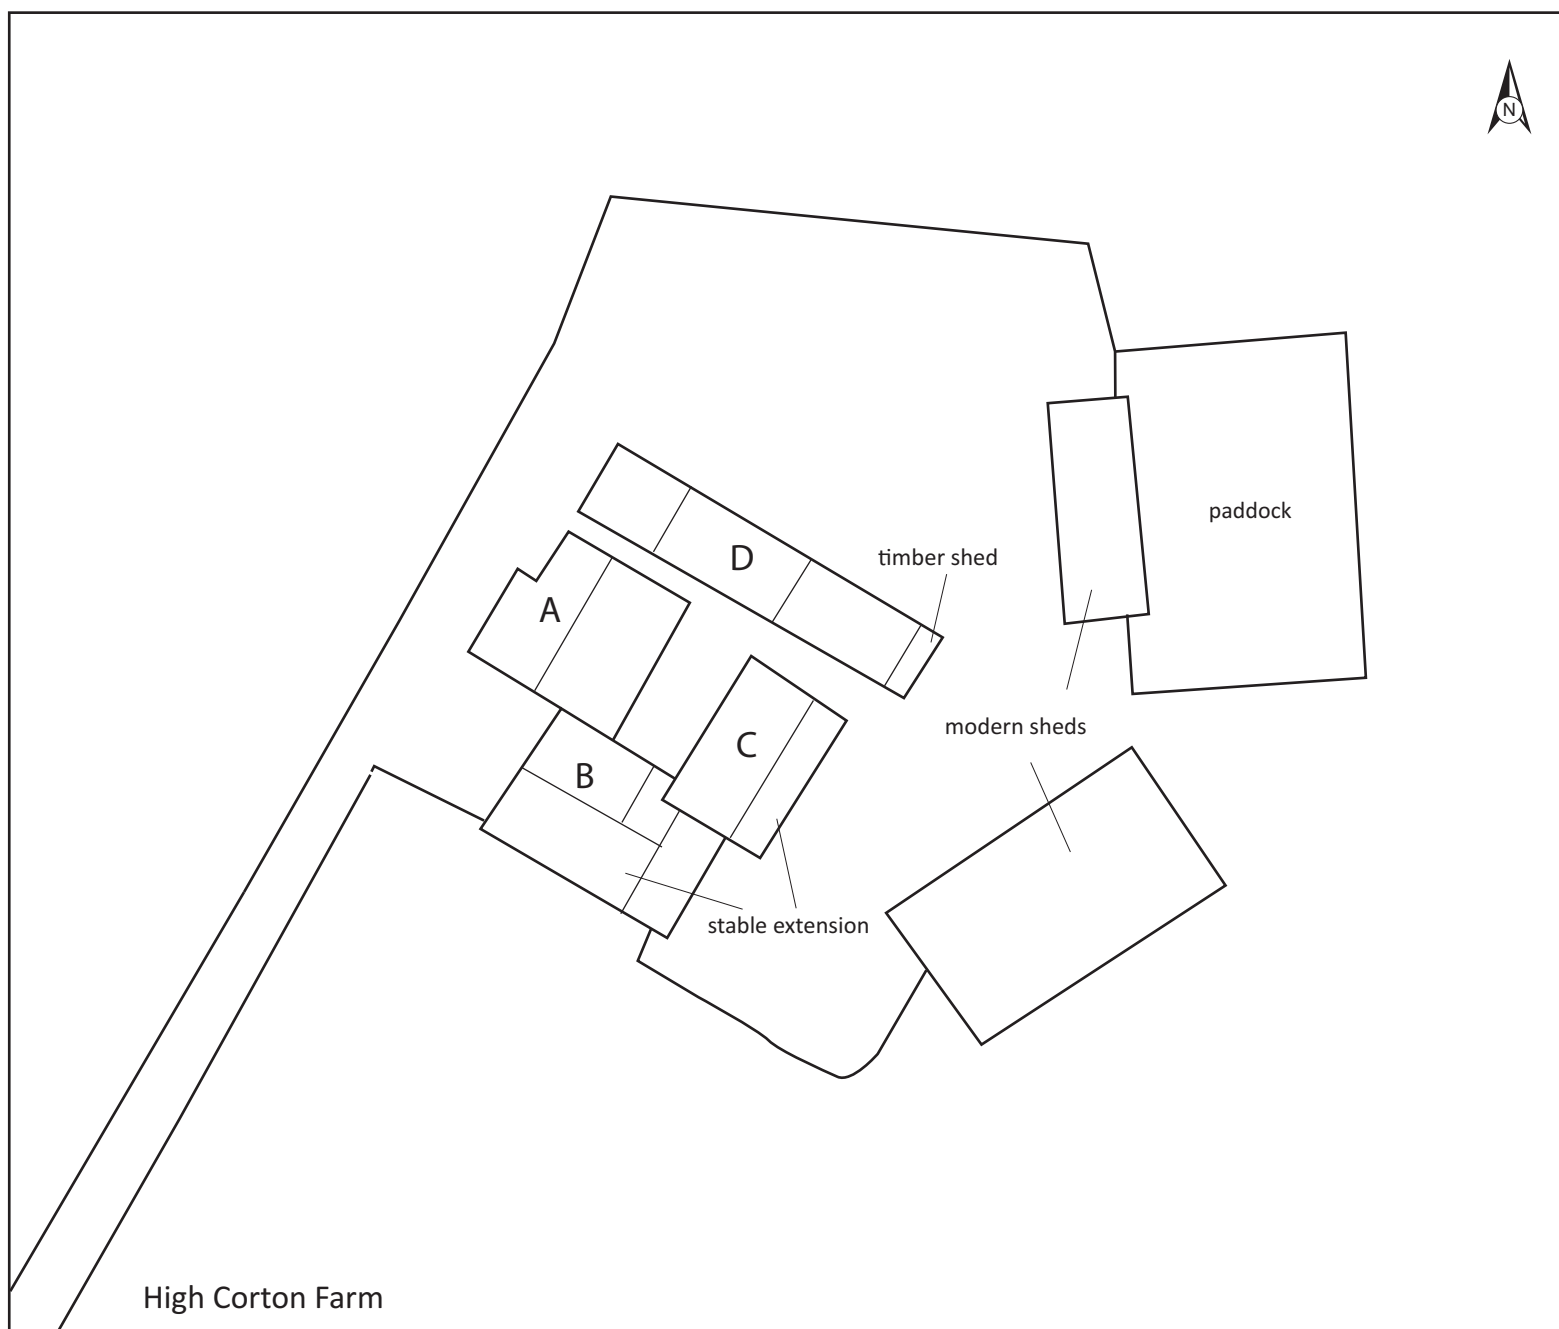 N
paddock
D
timber shed
A
modern sheds
C
B
stable extension
High Corton Farm